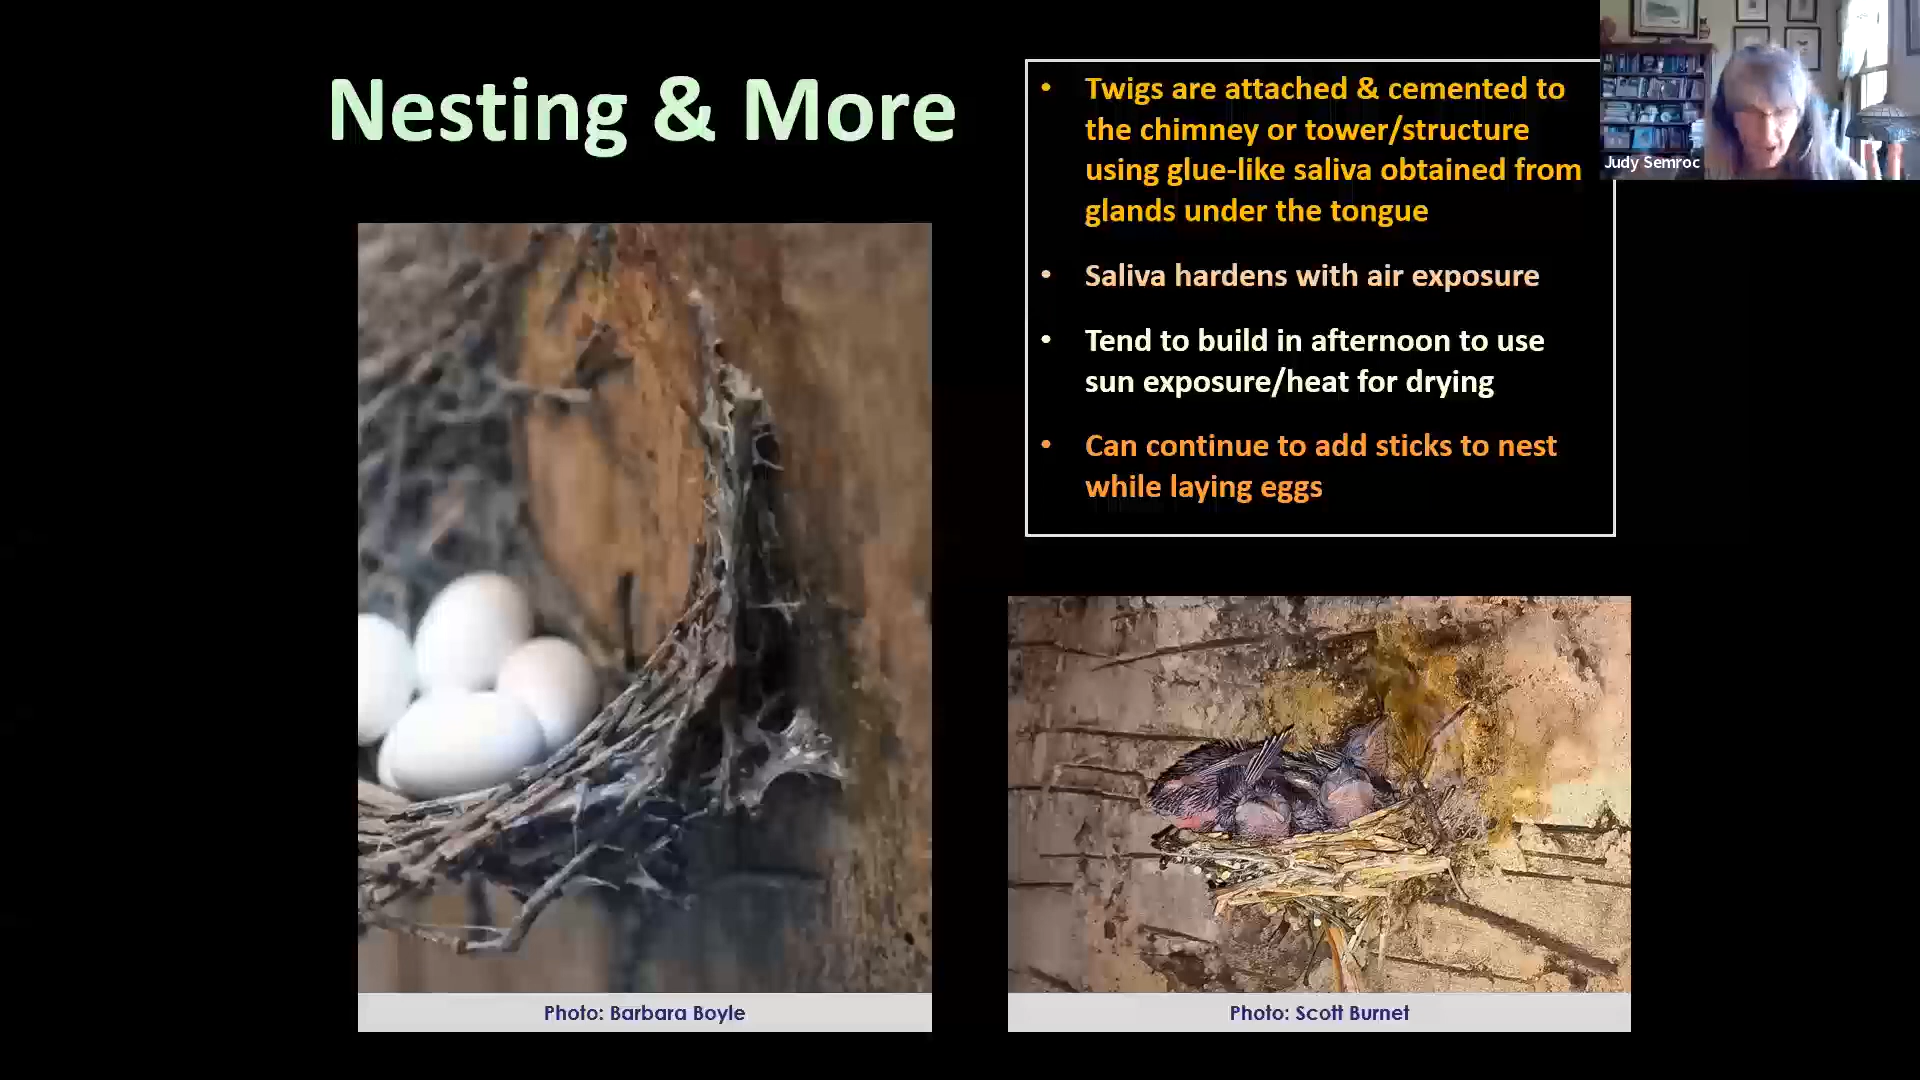 Nesting & More
• Twigs are attached & cemented to
the chimney or tower/structure
using glue-like saliva obtained from
glands under the tongue
• Saliva hardens with air exposure
• Tend to build in afternoon to use
sun exposure/heat for drying
• Can continue to add sticks to nest
while laying eggs
Judy Semroc
Photo: Barbara Boyle
Photo: Scott Burnet